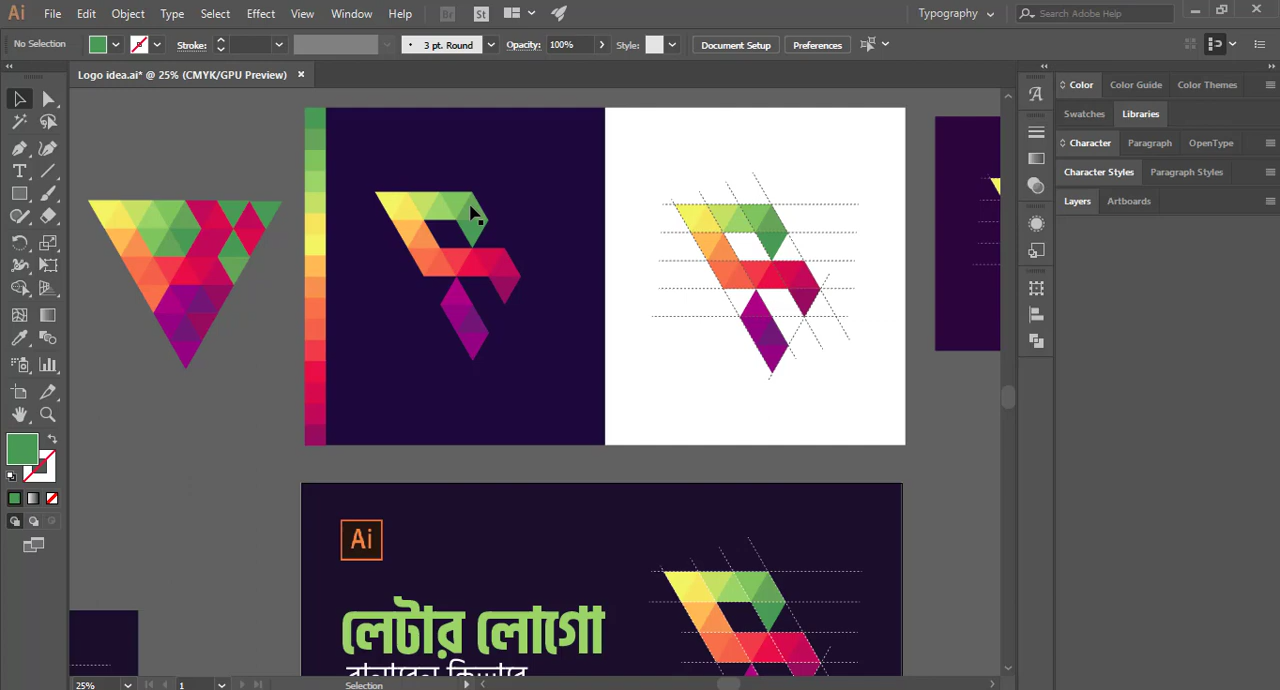 Ai File Edit Object Type Select Effect View Window Help Br St Typography Search Adobe Help
No Selection Stroke: 3 pt. Round Opacity: 100% Style: Document Setup Preferences
Logo idea.ai* @ 25% (CMYK/GPU Preview)
Color Color Guide Color Themes
Swatches Libraries
Character Paragraph OpenType
Character Styles Paragraph Styles
Layers Artboards
Ai
লেটার লোগো
25% 1 Selection